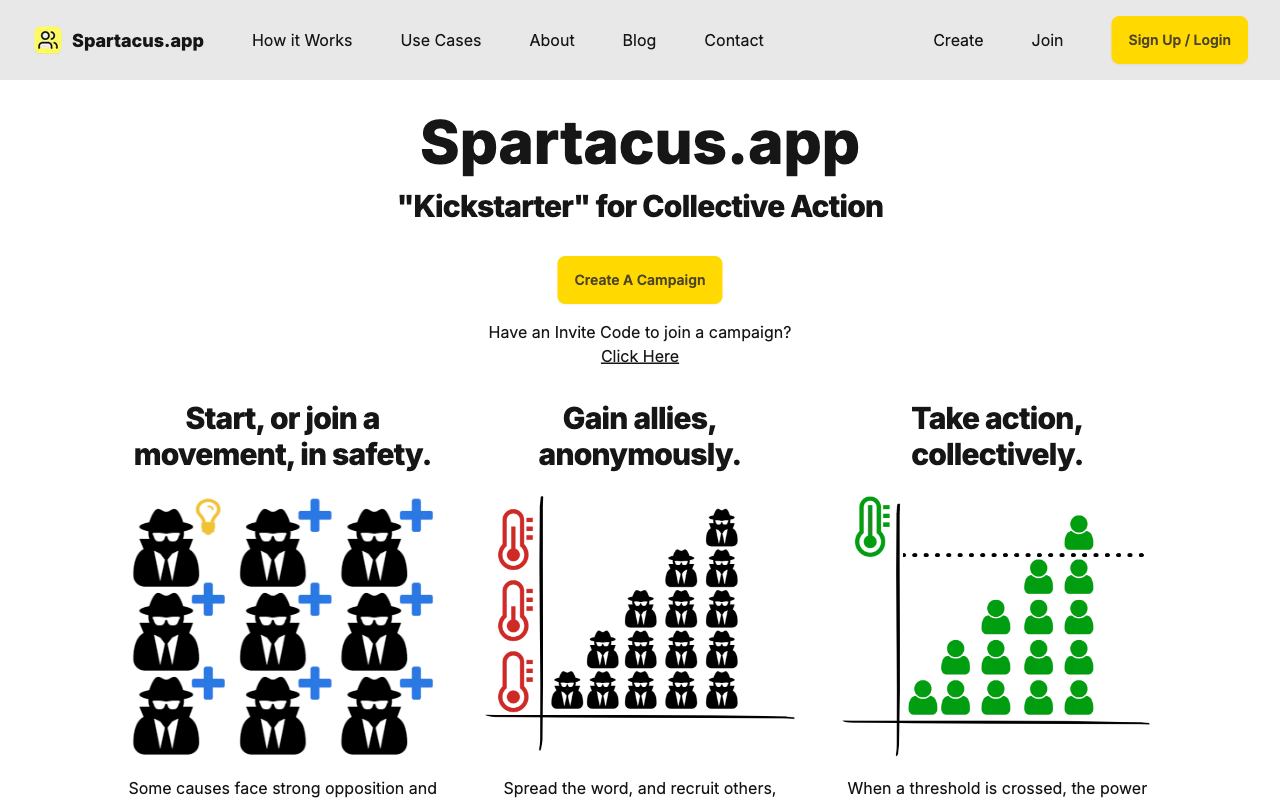 Spartacus.app How it Works Use Cases About Blog Contact Create Join Sign Up / Login
Spartacus.app
"Kickstarter" for Collective Action
Create A Campaign
Have an Invite Code to join a campaign?
Click Here
Start, or join a
movement, in safety.
Gain allies,
anonymously.
Take action,
collectively.
Some causes face strong opposition and
Spread the word, and recruit others,
When a threshold is crossed, the power